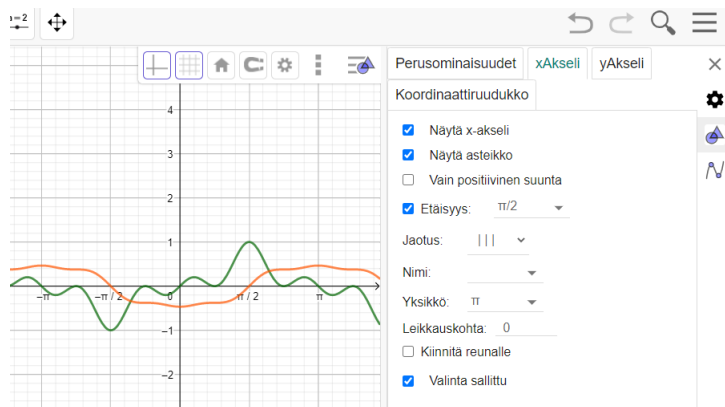 a=2
Perusominaisuudet xAkseli yAkseli
Koordinaattiruudukko
Näytä x-akseli
Näytä asteikko
Vain positiivinen suunta
Etäisyys: π/2
Jaotus: | | |
Nimi:
Yksikkö: π
Leikkauskohta: 0
Kiinnitä reunalle
Valinta sallittu
4
3
2
1
−π −π / 2 0 π / 2 π
−1
−2